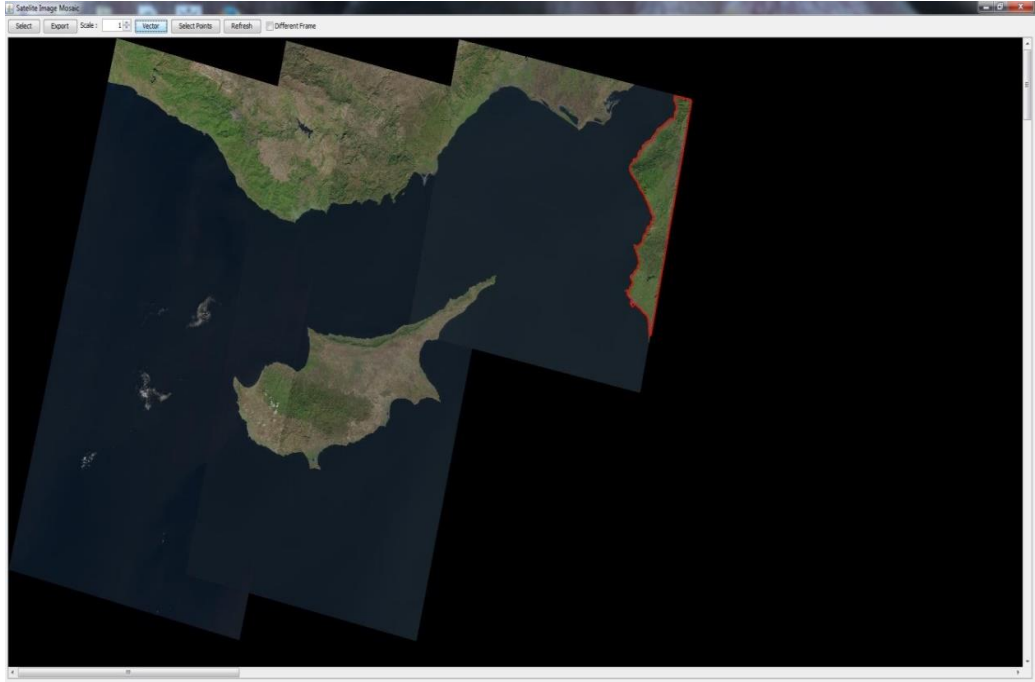 Satelite Image Mosaic
Select Export Scale : 1 Vector Select Points Refresh Different Frame